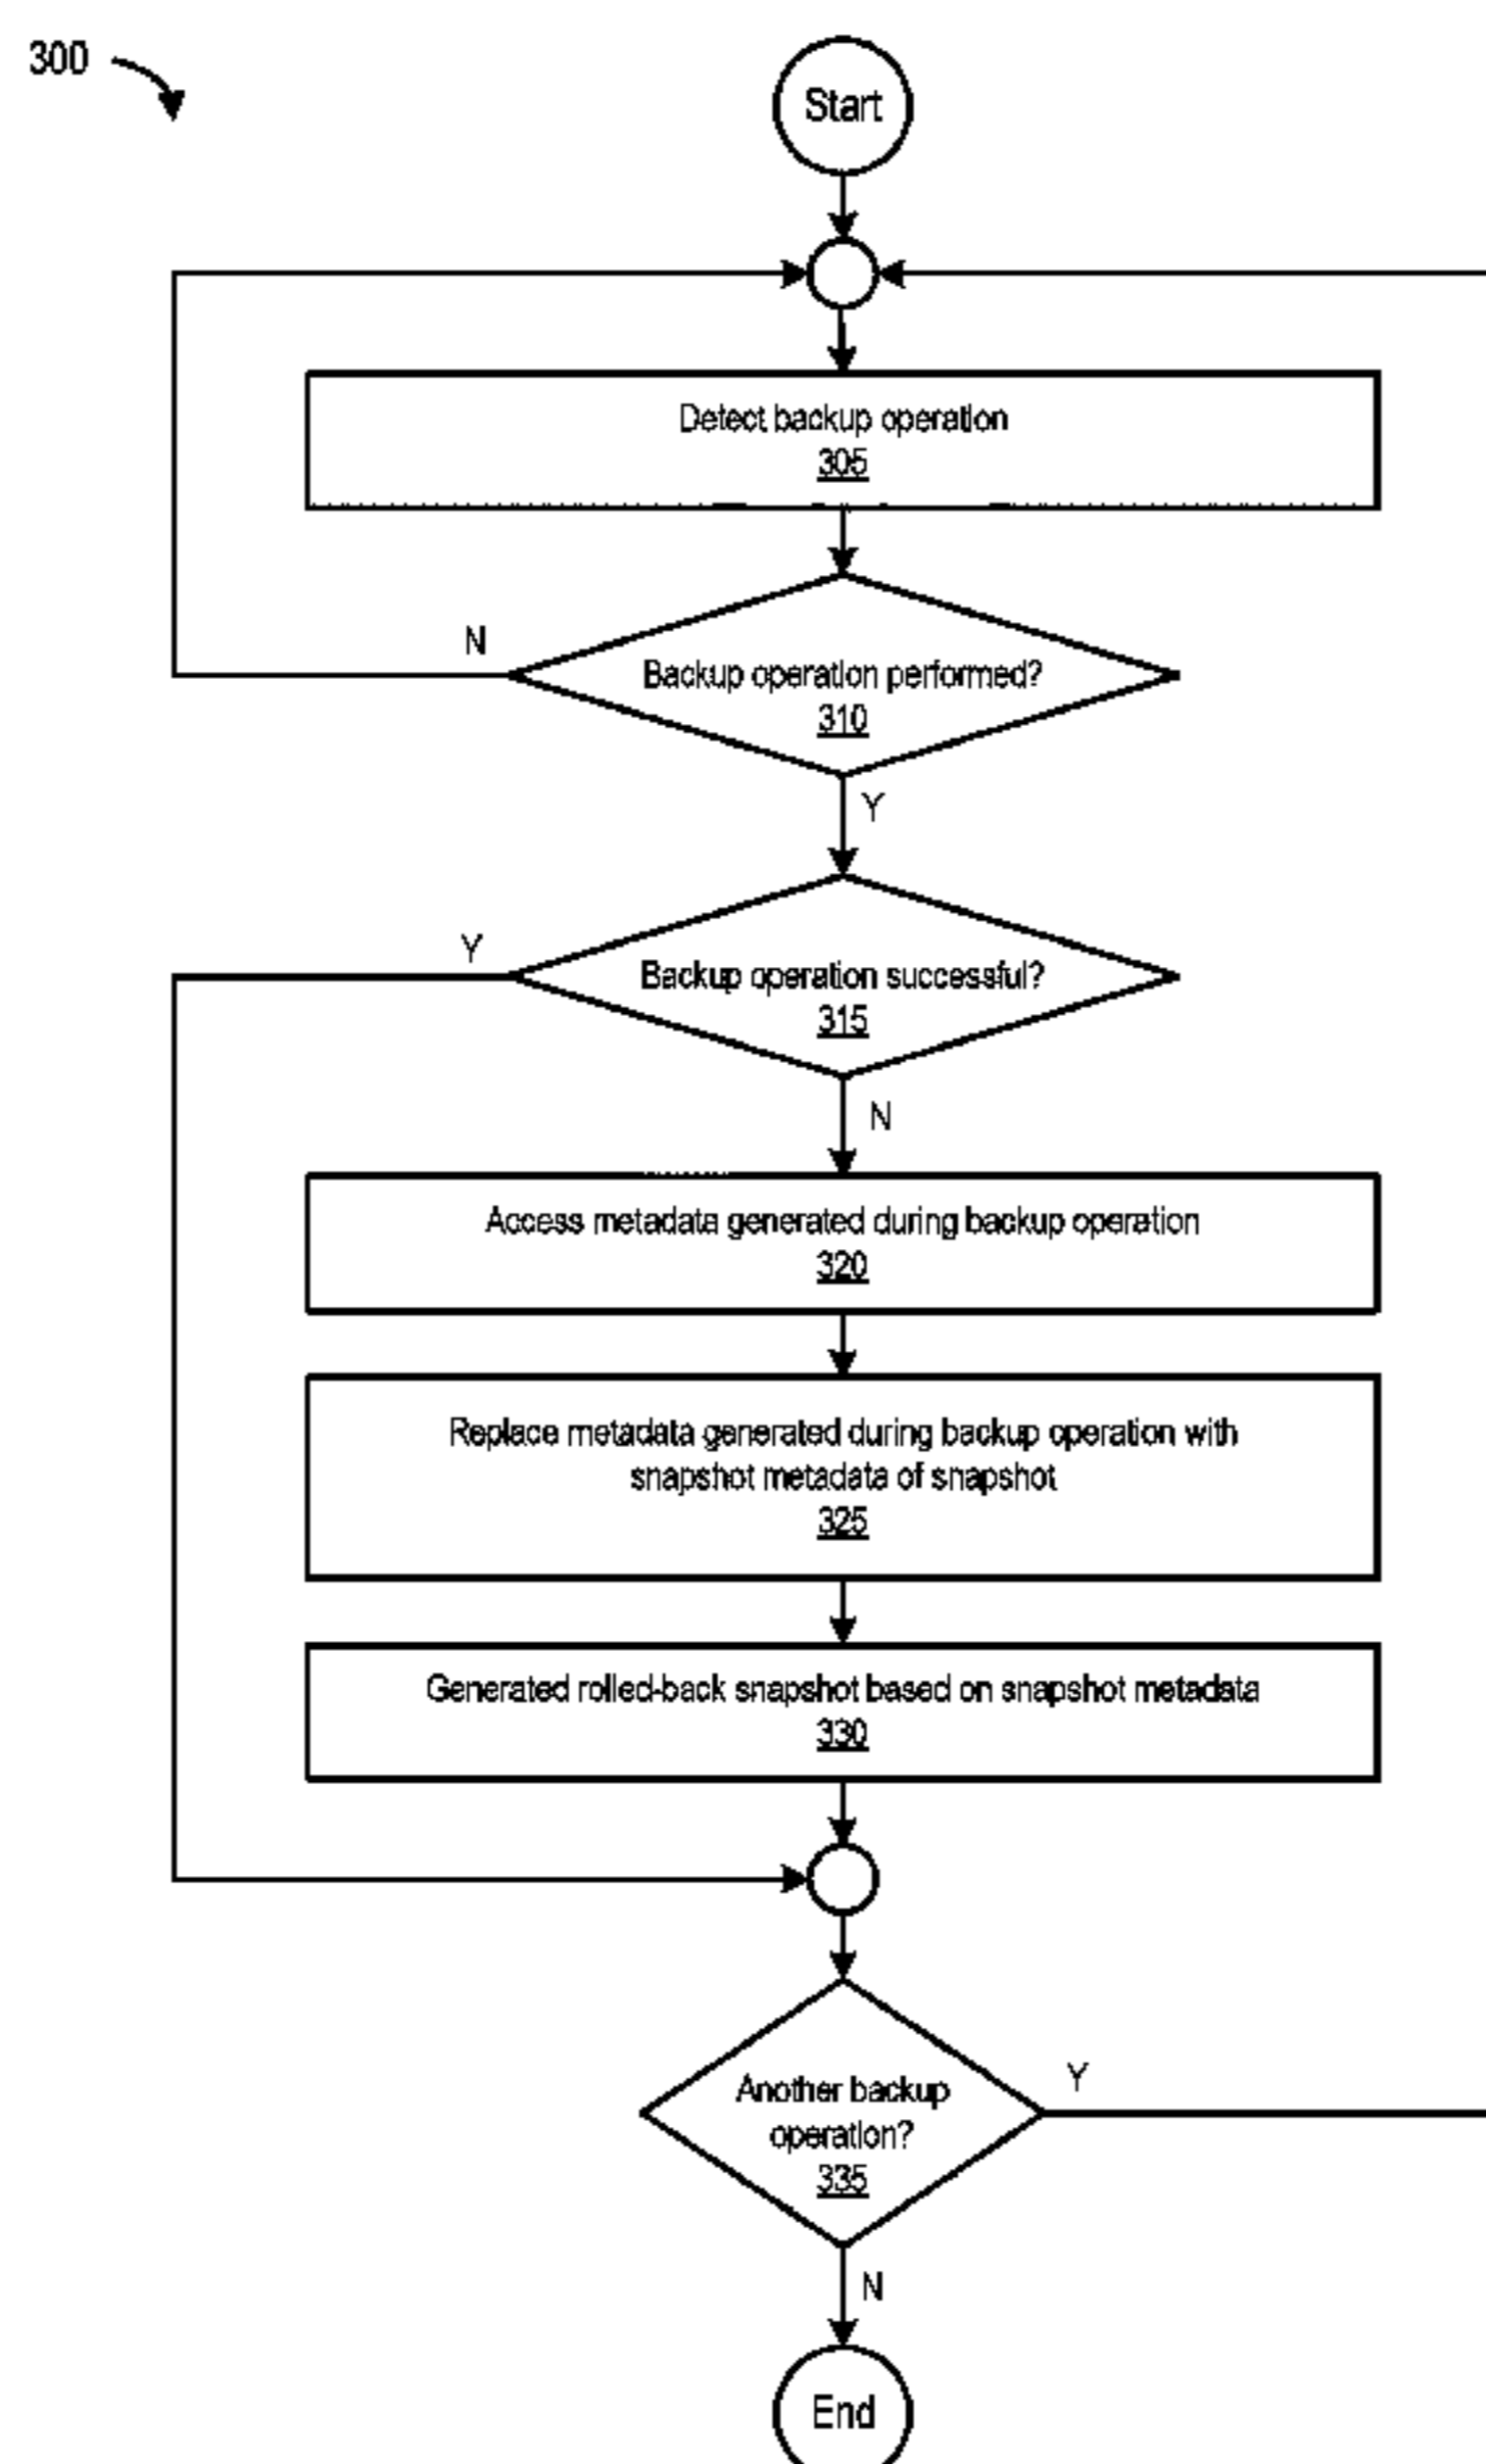 300
Start
Detect backup operation
305
N
Backup operation performed?
310
Y
Y
Backup operation successful?
315
N
Access metadata generated during backup operation
320
Replace metadata generated during backup operation with
snapshot metadata of snapshot
325
Generated rolled-back snapshot based on snapshot metadata
330
Another backup
operation?
335
Y
N
End